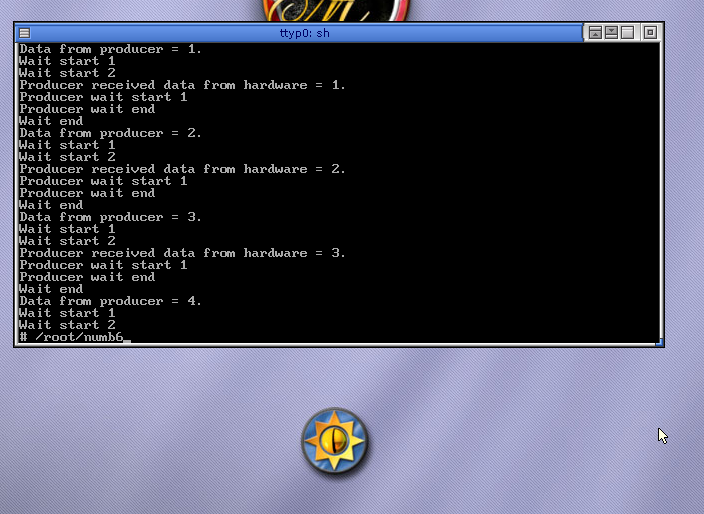 ttyp0: sh
Data from producer = 1.
Wait start 1
Wait start 2
Producer received data from hardware = 1.
Producer wait start 1
Producer wait end
Wait end
Data from producer = 2.
Wait start 1
Wait start 2
Producer received data from hardware = 2.
Producer wait start 1
Producer wait end
Wait end
Data from producer = 3.
Wait start 1
Wait start 2
Producer received data from hardware = 3.
Producer wait start 1
Producer wait end
Wait end
Data from producer = 4.
Wait start 1
Wait start 2
# /root/numb6_